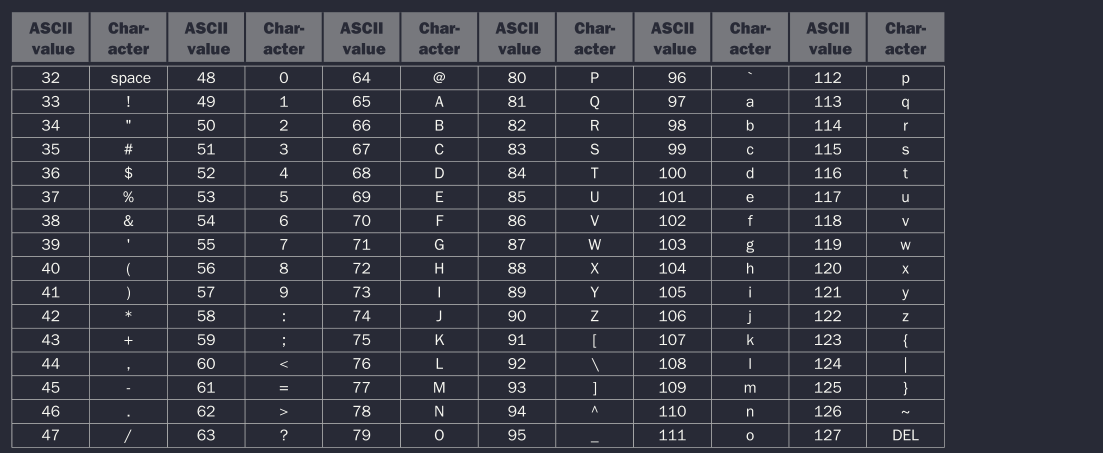 ASCII value Char-acter ASCII value Char-acter ASCII value Char-acter ASCII value Char-acter ASCII value Char-acter ASCII value Char-acter
32 space 48 0 64 @ 80 P 96 ` 112 p
33 ! 49 1 65 A 81 Q 97 a 113 q
34 " 50 2 66 B 82 R 98 b 114 r
35 # 51 3 67 C 83 S 99 c 115 s
36 $ 52 4 68 D 84 T 100 d 116 t
37 % 53 5 69 E 85 U 101 e 117 u
38 & 54 6 70 F 86 V 102 f 118 v
39 ' 55 7 71 G 87 W 103 g 119 w
40 ( 56 8 72 H 88 X 104 h 120 x
41 ) 57 9 73 I 89 Y 105 i 121 y
42 * 58 : 74 J 90 Z 106 j 122 z
43 + 59 ; 75 K 91 [ 107 k 123 {
44 , 60 < 76 L 92 \ 108 l 124 |
45 - 61 = 77 M 93 ] 109 m 125 }
46 . 62 > 78 N 94 ^ 110 n 126 ~
47 / 63 ? 79 O 95 _ 111 o 127 DEL